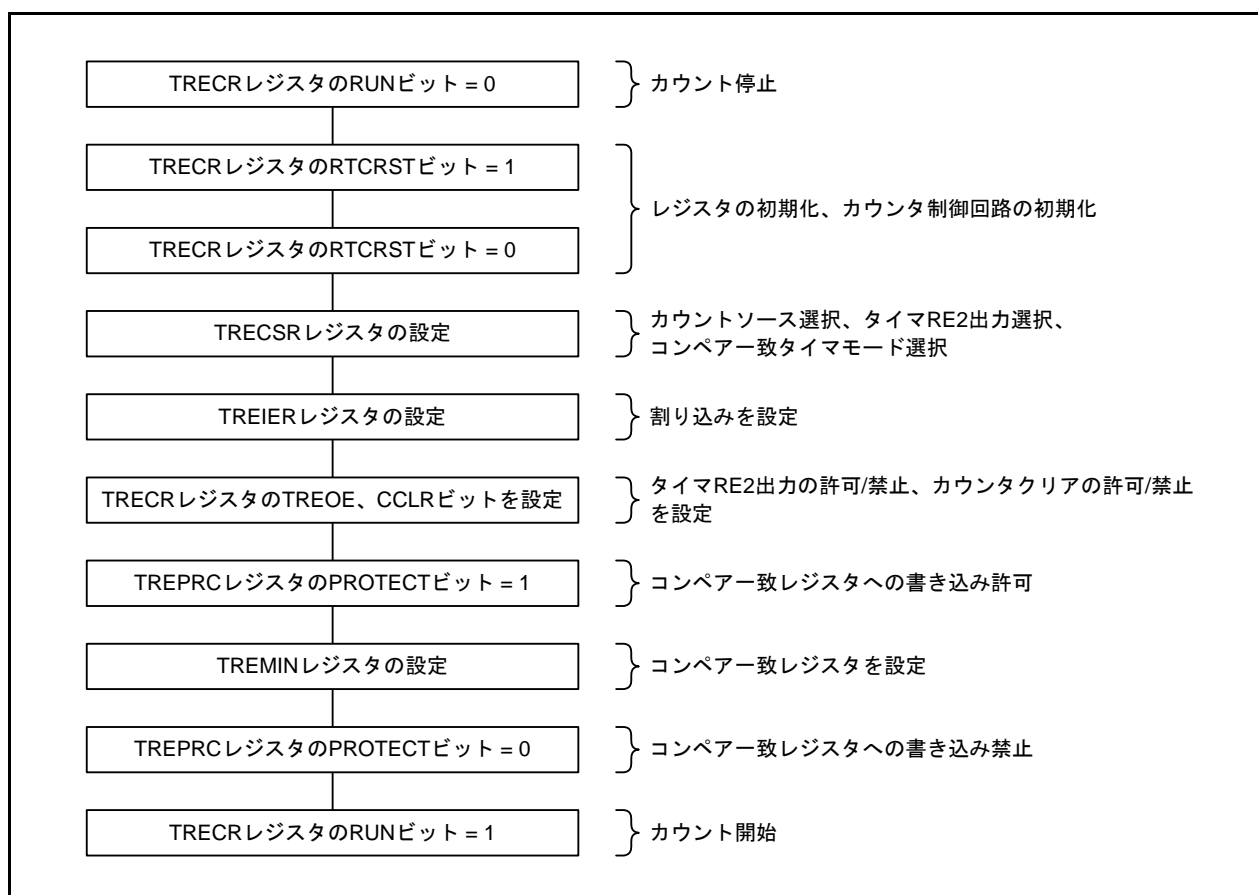 TRECRレジスタのRUNビット = 0
カウント停止
TRECRレジスタのRTCRSTビット = 1
レジスタの初期化、カウンタ制御回路の初期化
TRECRレジスタのRTCRSTビット = 0
TRECSRレジスタの設定
カウントソース選択、タイマRE2出力選択、
コンペア一致タイマモード選択
TREIERレジスタの設定
割り込みを設定
TRECRレジスタのTREOE、CCLRビットを設定
タイマRE2出力の許可/禁止、カウンタクリアの許可/禁止
を設定
TREPRCレジスタのPROTECTビット = 1
コンペア一致レジスタへの書き込み許可
TREMINレジスタの設定
コンペア一致レジスタを設定
TREPRCレジスタのPROTECTビット = 0
コンペア一致レジスタへの書き込み禁止
TRECRレジスタのRUNビット = 1
カウント開始